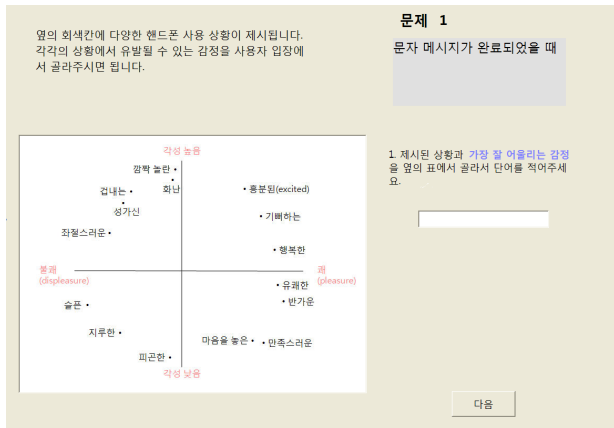 옆의 회색칸에 다양한 핸드폰 사용 상황이 제시됩니다.
각각의 상황에서 유발될 수 있는 감정을 사용자 입장에
서 골라주시면 됩니다.
문제 1
문자 메시지가 완료되었을 때
각성 높음
깜짝 놀란
화난
겁내는
성가신
좌절스러운
흥분된(excited)
기뻐하는
행복한
불쾌
(displeasure)
쾌
(pleasure)
유쾌한
반가운
슬픈
지루한
피곤한
마음을 놓은
만족스러운
각성 낮음
1. 제시된 상황과 가장 잘 어울리는 감정
을 옆의 표에서 골라서 단어를 적어주세
요.
다음